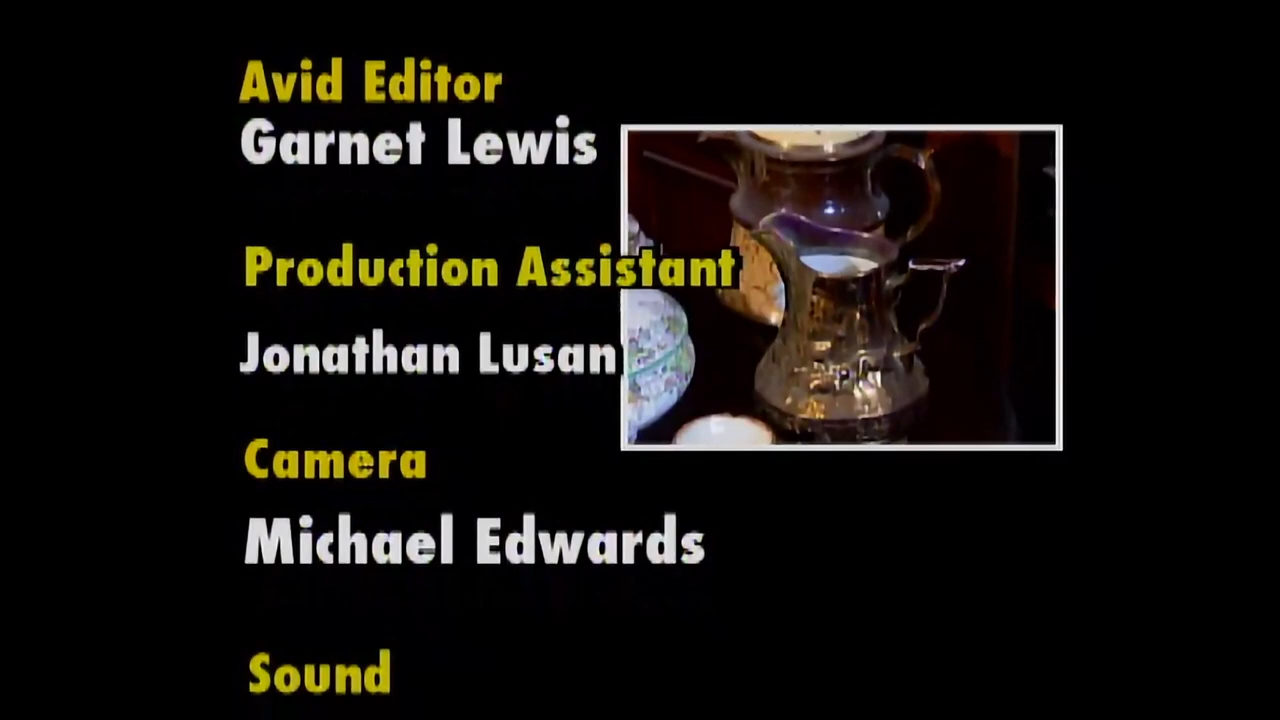 Avid Editor
Garnet Lewis
Production Assistant
Jonathan Lusan
Camera
Michael Edwards
Sound